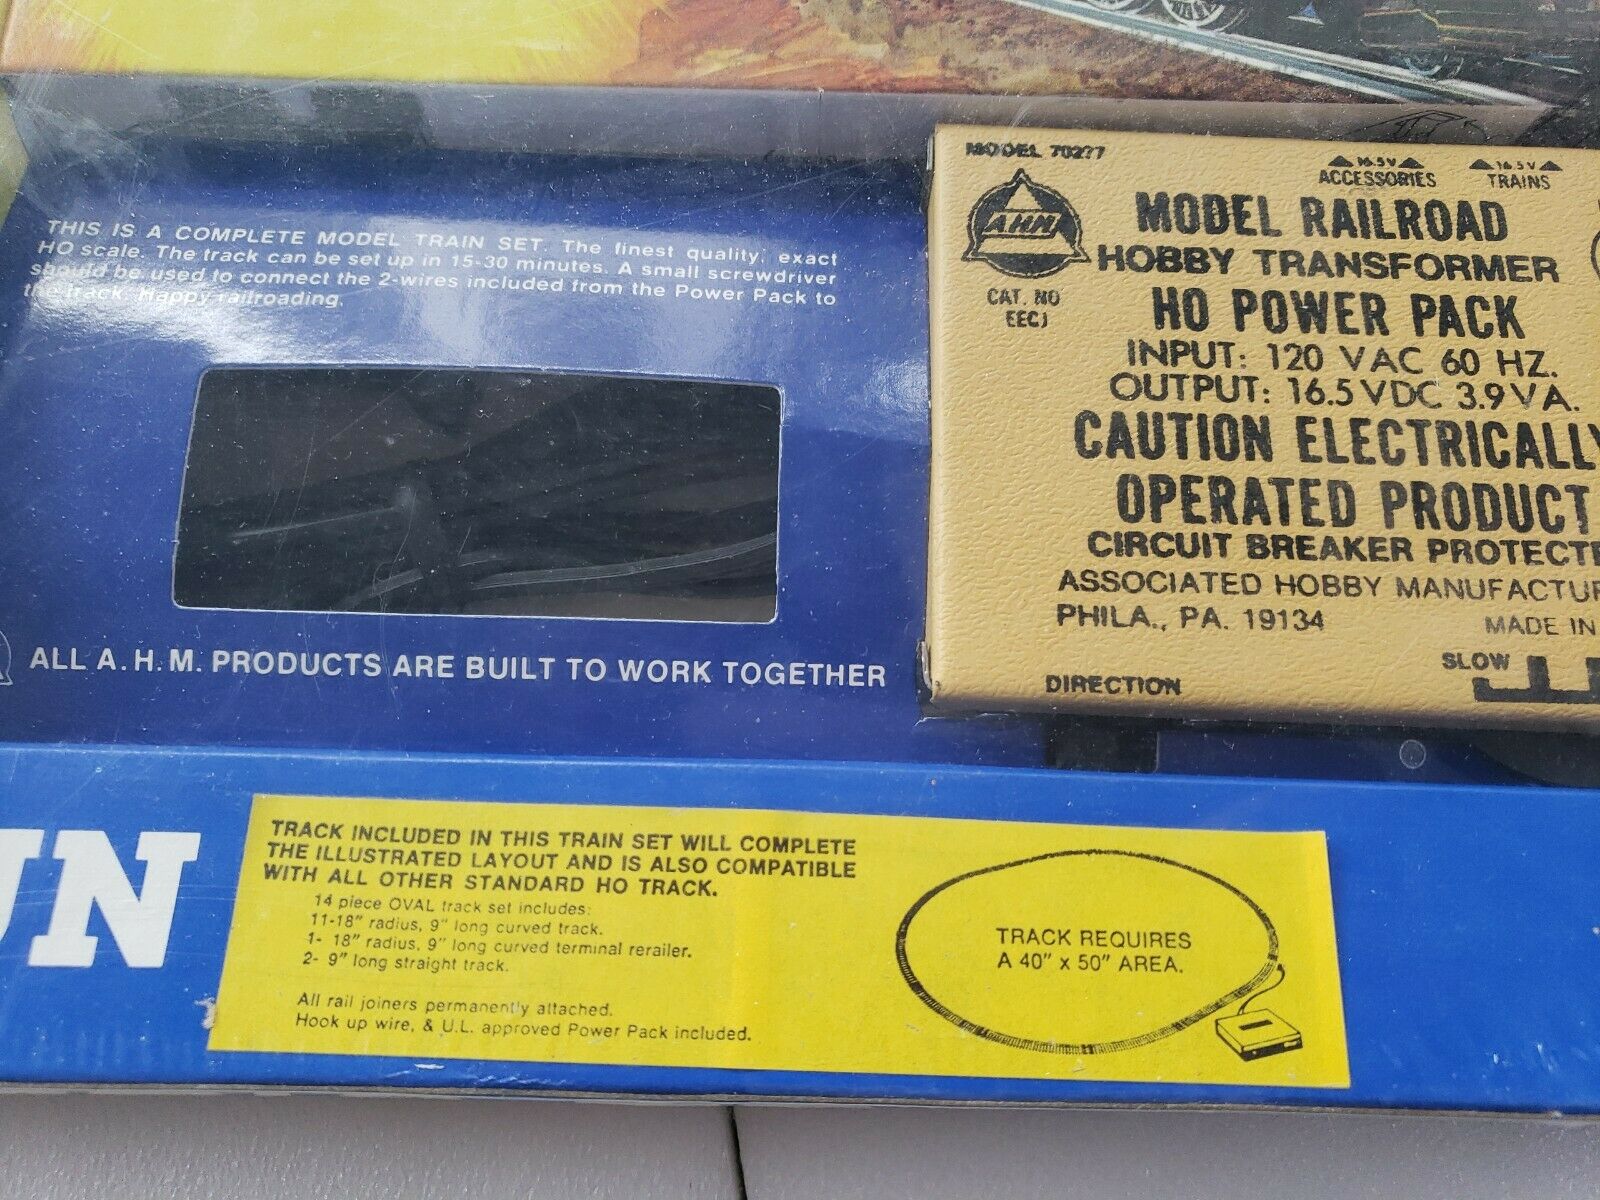 THIS IS A COMPLETE MODEL TRAIN SET. The finest quality, exact
HO scale. The track can be set up in 15-30 minutes. A small screwdriver
should be used to connect the 2-wires included from the Power Pack to
the track. Happy railroading.
ALL A.H.M. PRODUCTS ARE BUILT TO WORK TOGETHER
MODEL 70277
16.5V
ACCESSORIES
16.5V
TRAINS
AHM
CAT. NO
EECJ
MODEL RAILROAD
HOBBY TRANSFORMER
HO POWER PACK
INPUT: 120 VAC 60 HZ.
OUTPUT: 16.5VDC 3.9VA.
CAUTION ELECTRICALLY
OPERATED PRODUCT
CIRCUIT BREAKER PROTECTE
ASSOCIATED HOBBY MANUFACTUR
PHILA., PA. 19134
MADE IN
SLOW
DIRECTION
UN
TRACK INCLUDED IN THIS TRAIN SET WILL COMPLETE
THE ILLUSTRATED LAYOUT AND IS ALSO COMPATIBLE
WITH ALL OTHER STANDARD HO TRACK.
14 piece OVAL track set includes:
11-18" radius, 9" long curved track.
1- 18" radius, 9" long curved terminal rerailer.
2- 9" long straight track.
All rail joiners permanently attached.
Hook up wire, & U.L. approved Power Pack included.
TRACK REQUIRES
A 40" x 50" AREA.